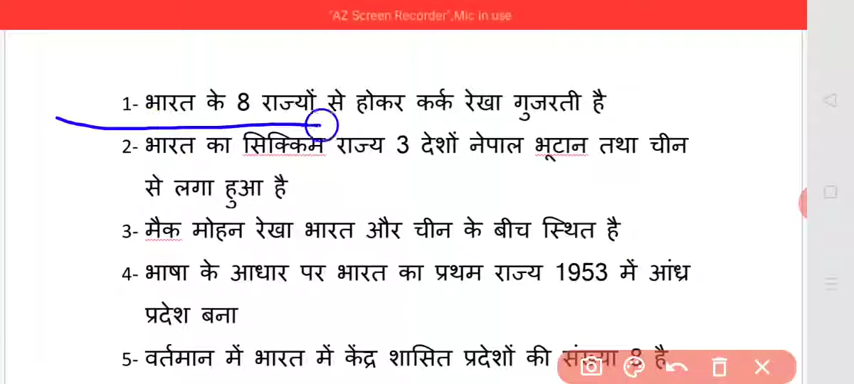 "AZ Screen Recorder",Mic in use
1- भारत के 8 राज्यों से होकर कर्क रेखा गुजरती है
2- भारत का सिक्किम राज्य 3 देशों नेपाल भूटान तथा चीन
से लगा हुआ है
3- मैक मोहन रेखा भारत और चीन के बीच स्थित है
4- भाषा के आधार पर भारत का प्रथम राज्य 1953 में आंध्र
प्रदेश बना
5- वर्तमान में भारत में केंद्र शासित प्रदेशों की संख्या 8 है